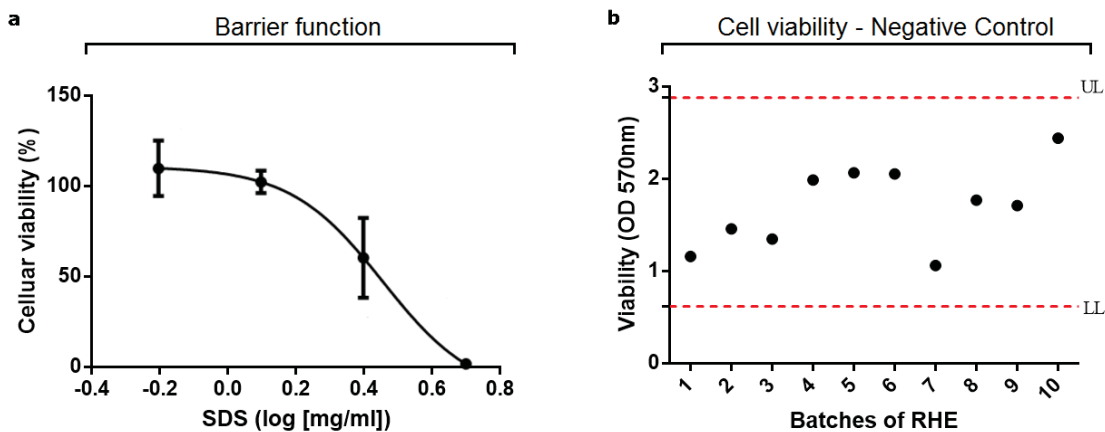 a
Barrier function
150
100
50
0
Celluar viability (%)
-0.4 -0.2 0.0 0.2 0.4 0.6 0.8
SDS (log [mg/ml])
b
Cell viability - Negative Control
3
2
1
0
Viability (OD 570nm)
UL
LL
1 2 3 4 5 6 7 8 9 10
Batches of RHE